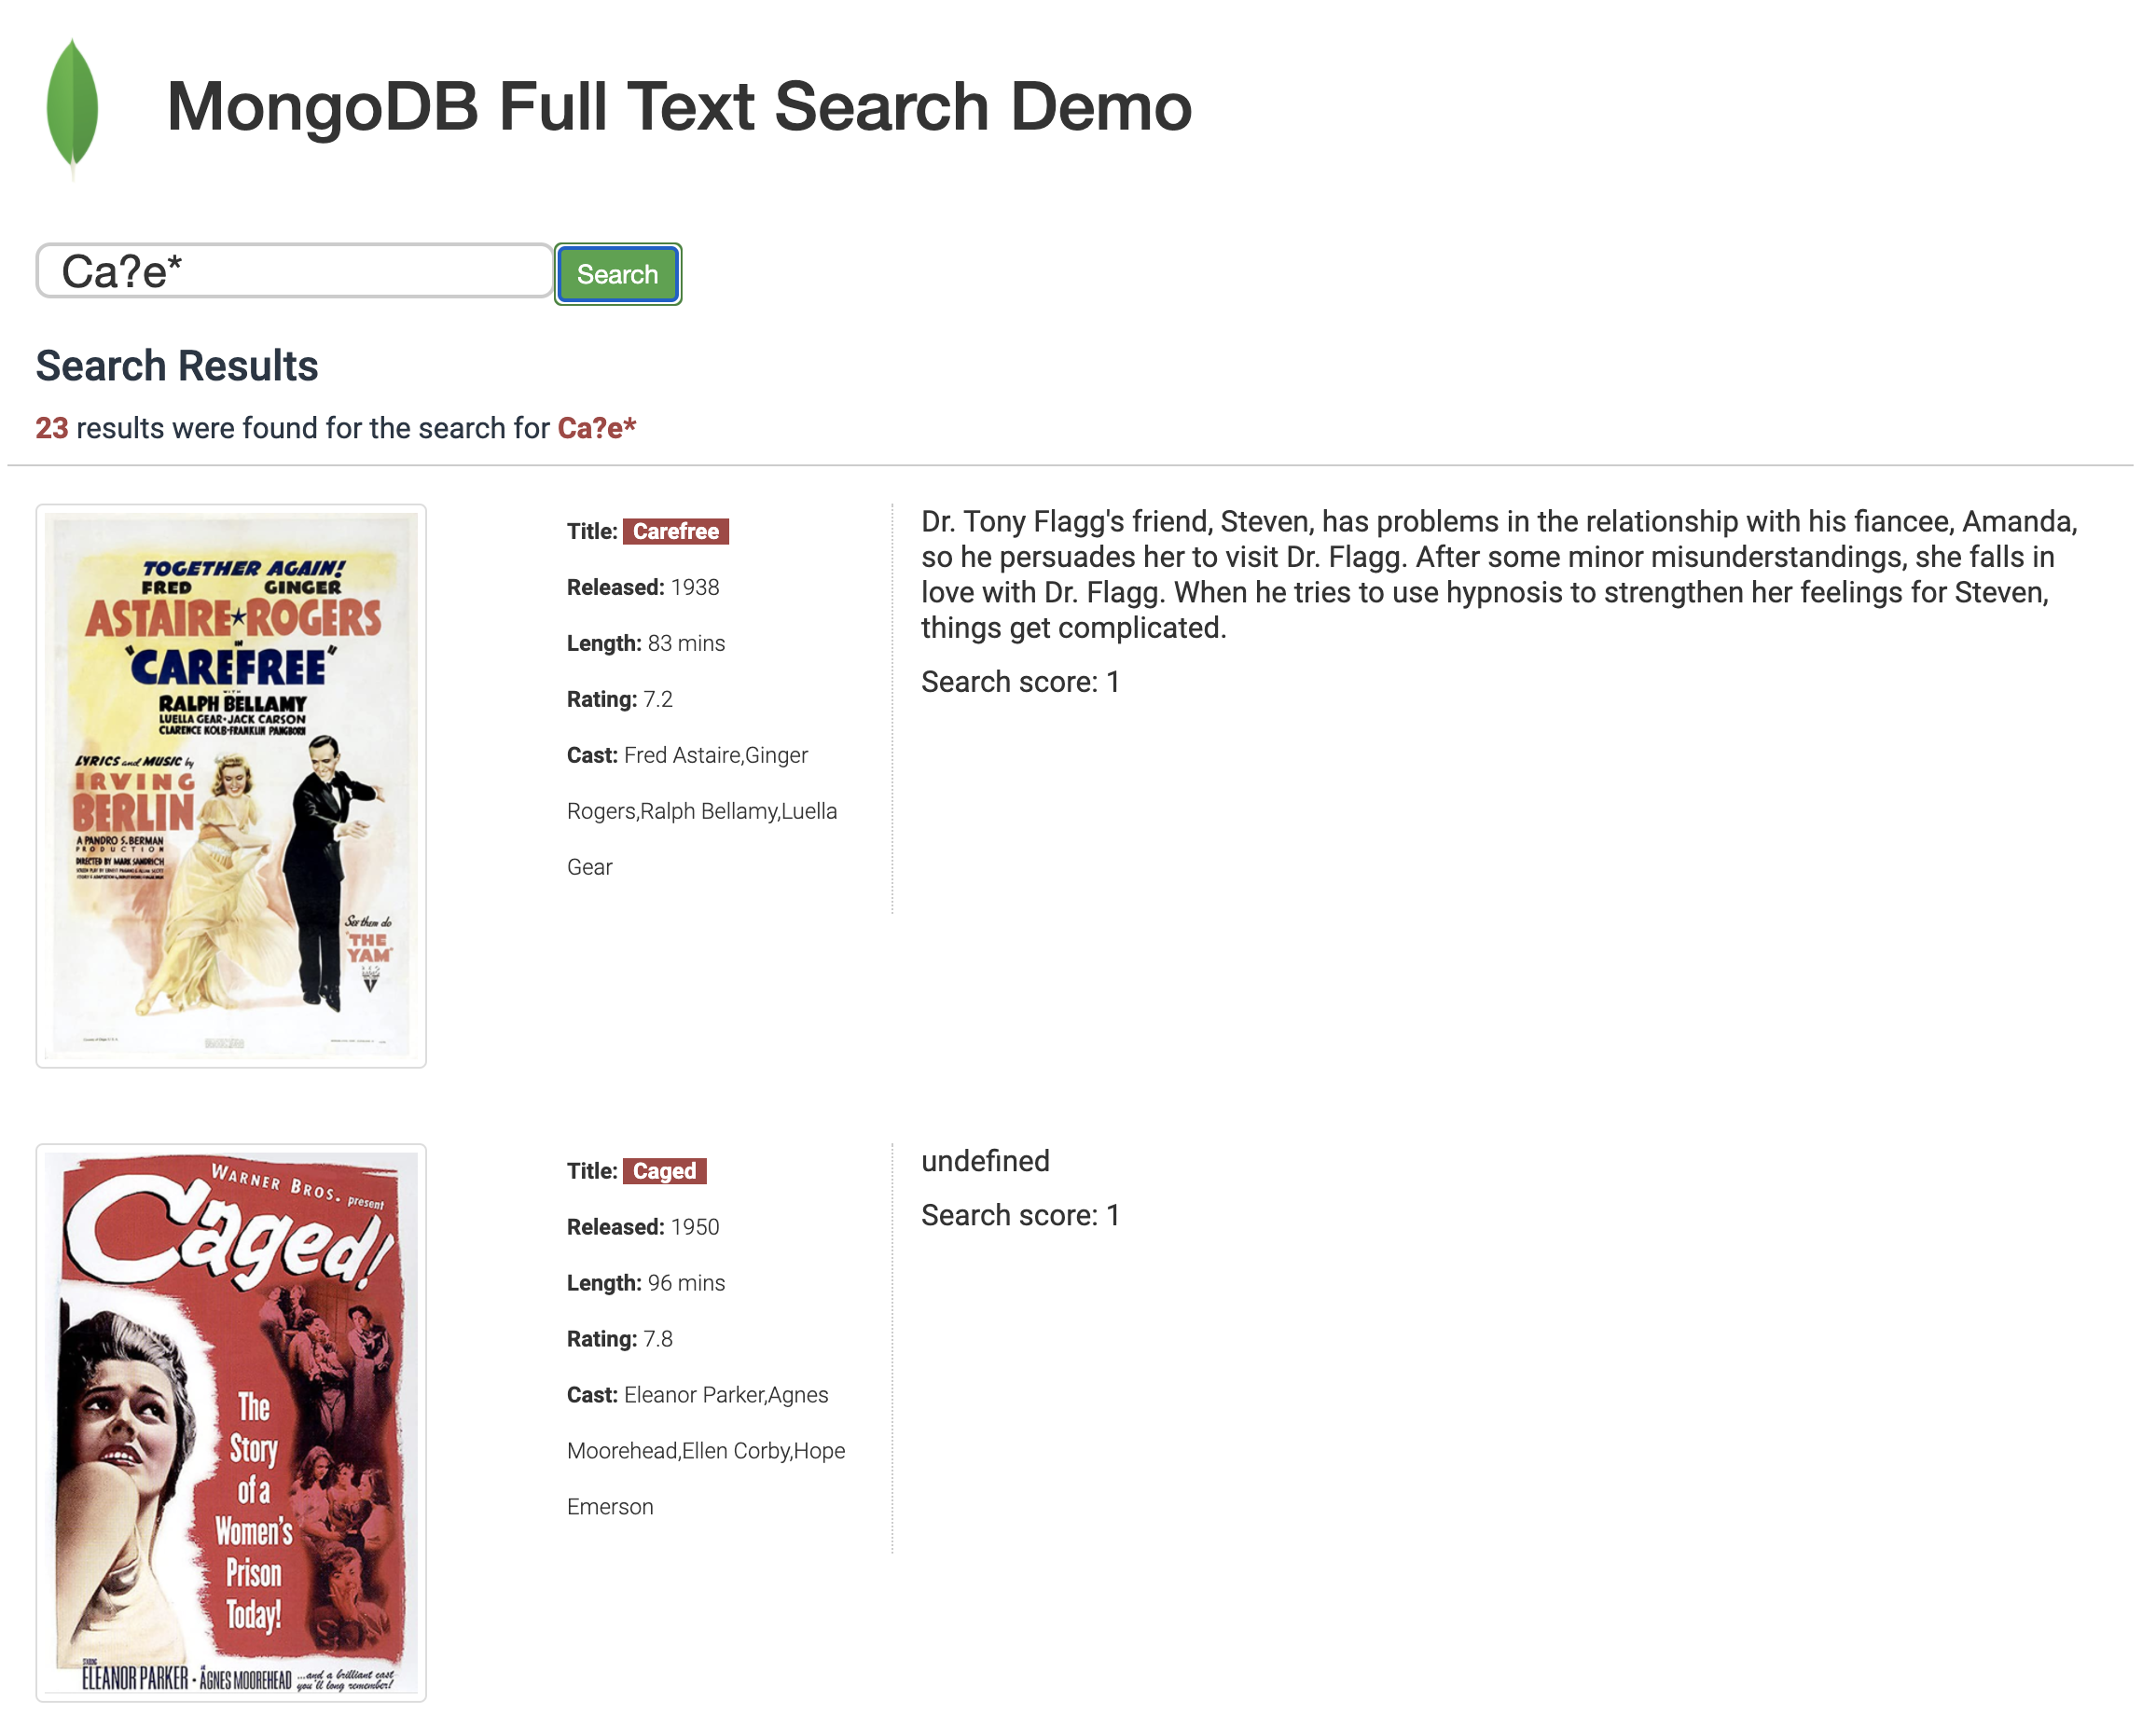 MongoDB Full Text Search Demo
Ca?e*
Search
Search Results
23 results were found for the search for Ca?e*
TOGETHER AGAIN!
FRED GINGER
ASTAIRE★ROGERS
IN
"CAREFREE"
WITH
RALPH BELLAMY
LUELLA GEAR·JACK CARSON
CLARENCE KOLB·FRANKLIN PANGBORN
LYRICS and MUSIC by
IRVING
BERLIN
A PANDRO S. BERMAN
PRODUCTION
DIRECTED BY MARK SANDRICH
See them do
"THE
YAM"
Title: Carefree
Released: 1938
Length: 83 mins
Rating: 7.2
Cast: Fred Astaire,Ginger
Rogers,Ralph Bellamy,Luella
Gear
Dr. Tony Flagg's friend, Steven, has problems in the relationship with his fiancee, Amanda,
so he persuades her to visit Dr. Flagg. After some minor misunderstandings, she falls in
love with Dr. Flagg. When he tries to use hypnosis to strengthen her feelings for Steven,
things get complicated.
Search score: 1
WARNER BROS. present
Caged!
The
Story
of a
Women's
Prison
Today!
STARRING
ELEANOR PARKER · AGNES MOOREHEAD ...and a brilliant cast
you'll long remember!
Title: Caged
Released: 1950
Length: 96 mins
Rating: 7.8
Cast: Eleanor Parker,Agnes
Moorehead,Ellen Corby,Hope
Emerson
undefined
Search score: 1